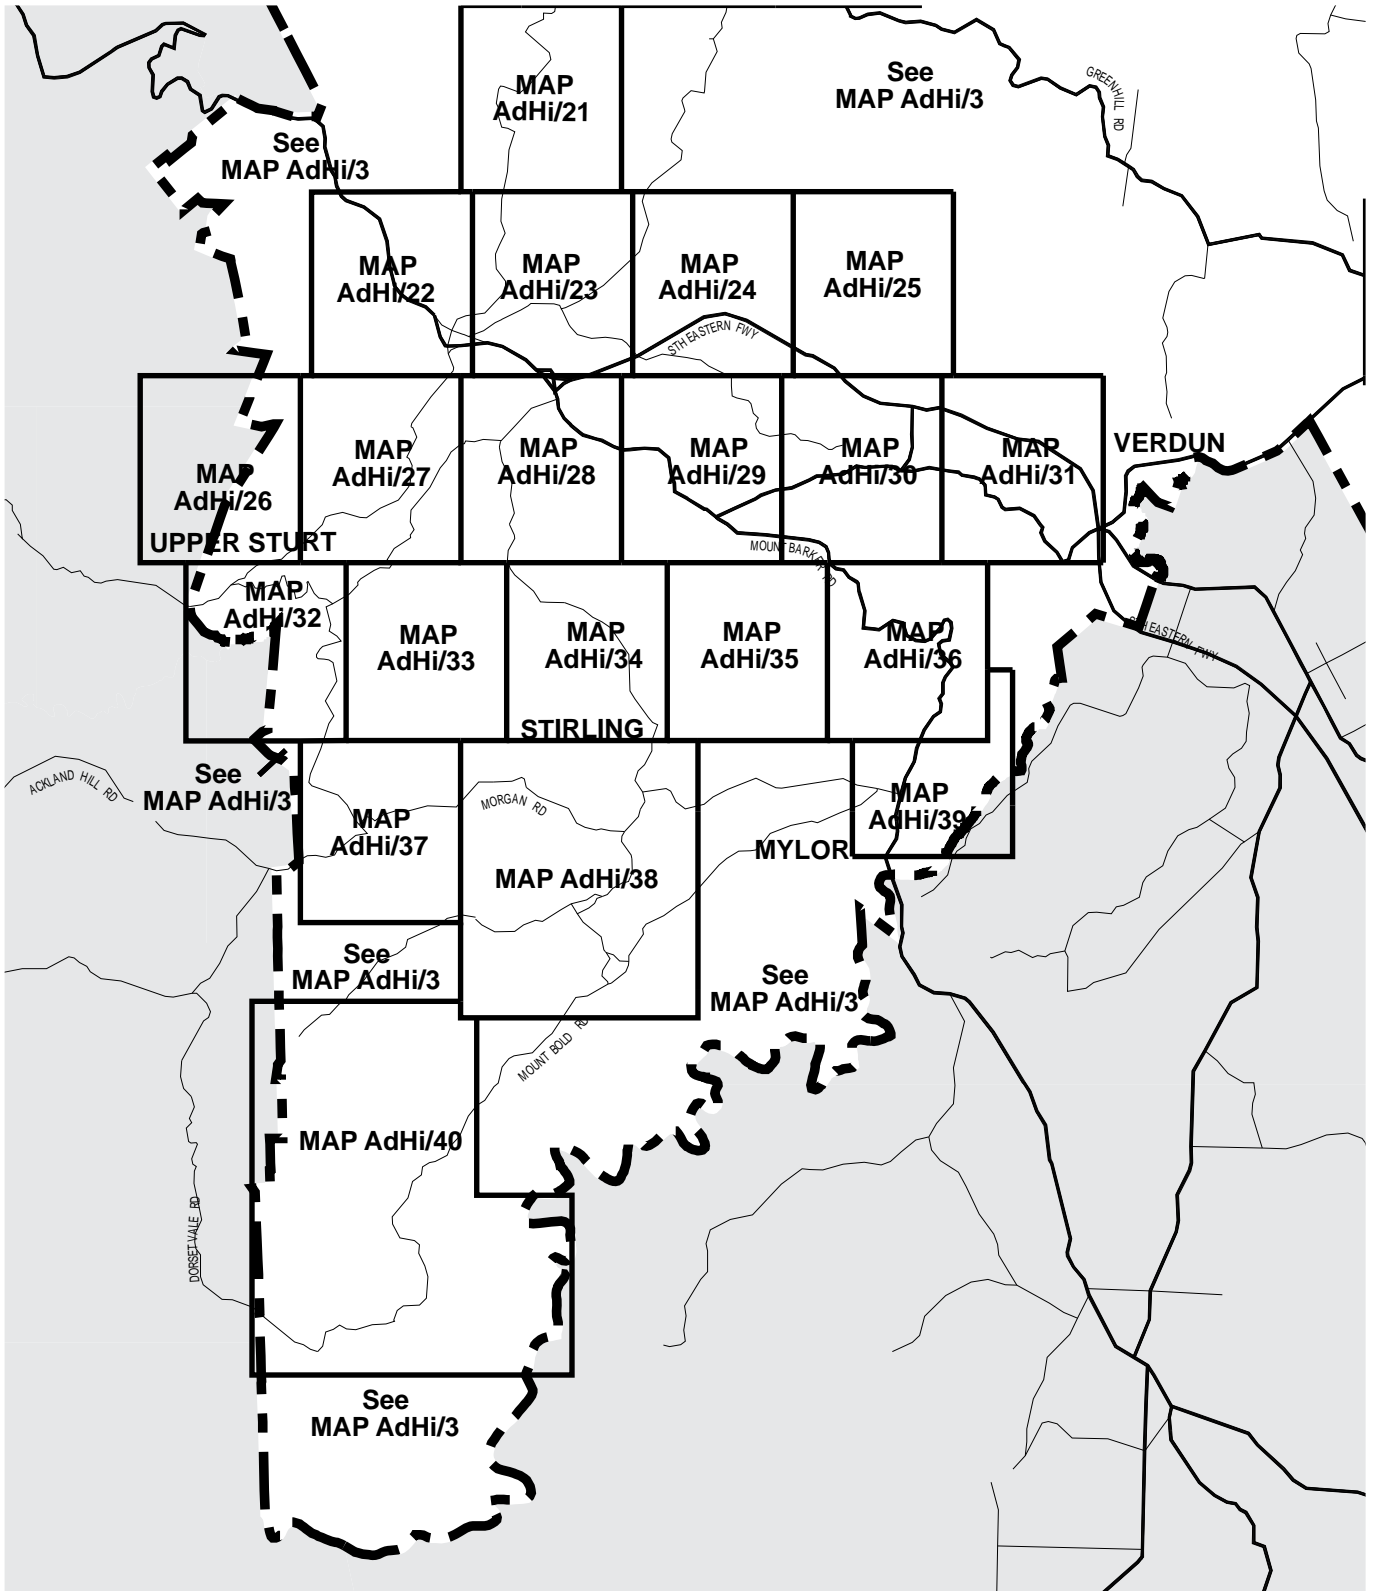 See
MAP AdHi/3
GREENHILL RD
MAP
AdHi/21
See
MAP AdHi/3
MAP
AdHi/22
MAP
AdHi/23
MAP
AdHi/24
MAP
AdHi/25
STH EASTERN FWY
MAP
AdHi/26
MAP
AdHi/27
MAP
AdHi/28
MAP
AdHi/29
MAP
AdHi/30
MAP
AdHi/31
VERDUN
UPPER STURT
MOUNT BARKER RD
MAP
AdHi/32
MAP
AdHi/33
MAP
AdHi/34
MAP
AdHi/35
MAP
AdHi/36
STH EASTERN FWY
STIRLING
See
MAP AdHi/3
ACKLAND HILL RD
MAP
AdHi/37
MORGAN RD
MAP AdHi/38
MAP
AdHi/39
MYLOR
See
MAP AdHi/3
See
MAP AdHi/3
MOUNT BOLD RD
MAP AdHi/40
DORSET VALE RD
See
MAP AdHi/3